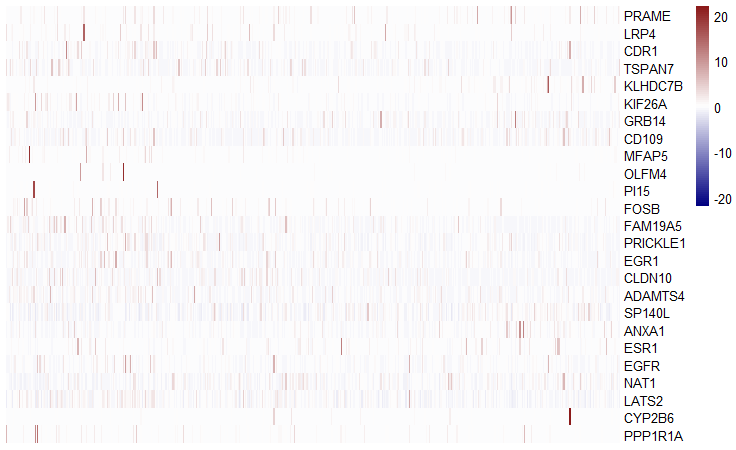 PRAME
LRP4
CDR1
TSPAN7
KLHDC7B
KIF26A
GRB14
CD109
MFAP5
OLFM4
PI15
FOSB
FAM19A5
PRICKLE1
EGR1
CLDN10
ADAMTS4
SP140L
ANXA1
ESR1
EGFR
NAT1
LATS2
CYP2B6
PPP1R1A
20
10
0
-10
-20